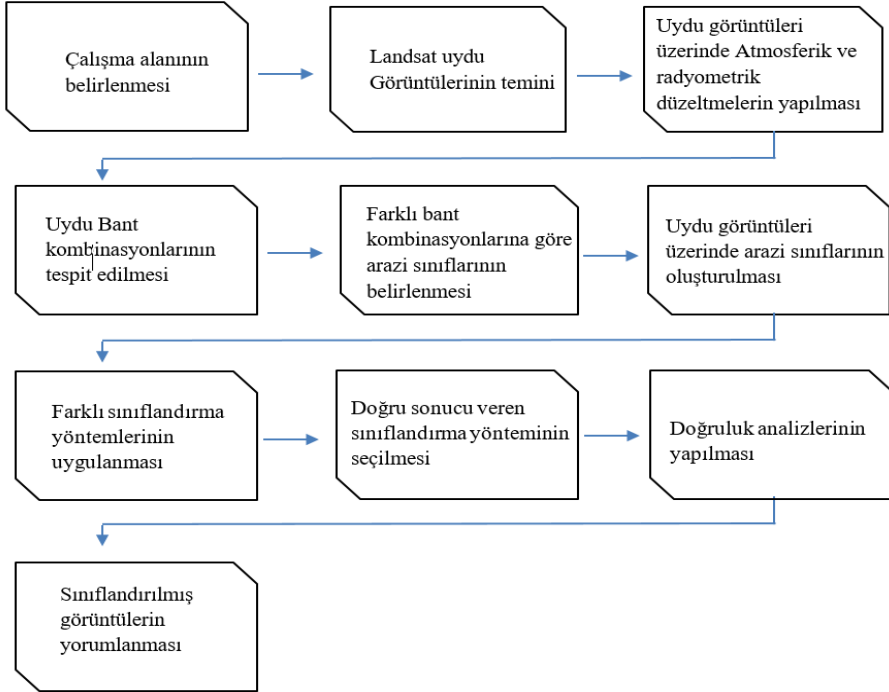 Çalışma alanının
belirlenmesi
Landsat uydu
Görüntülerinin temini
Uydu görüntüleri
üzerinde Atmosferik ve
radyometrik
düzeltmelerin yapılması
Uydu Bant
kombinasyonlarının
tespit edilmesi
Farklı bant
kombinasyonlarına göre
arazi sınıflarının
belirlenmesi
Uydu görüntüleri
üzerinde arazi sınıflarının
oluşturulması
Farklı sınıflandırma
yöntemlerinin
uygulanması
Doğru sonucu veren
sınıflandırma yönteminin
seçilmesi
Doğruluk analizlerinin
yapılması
Sınıflandırılmış
görüntülerin
yorumlanması